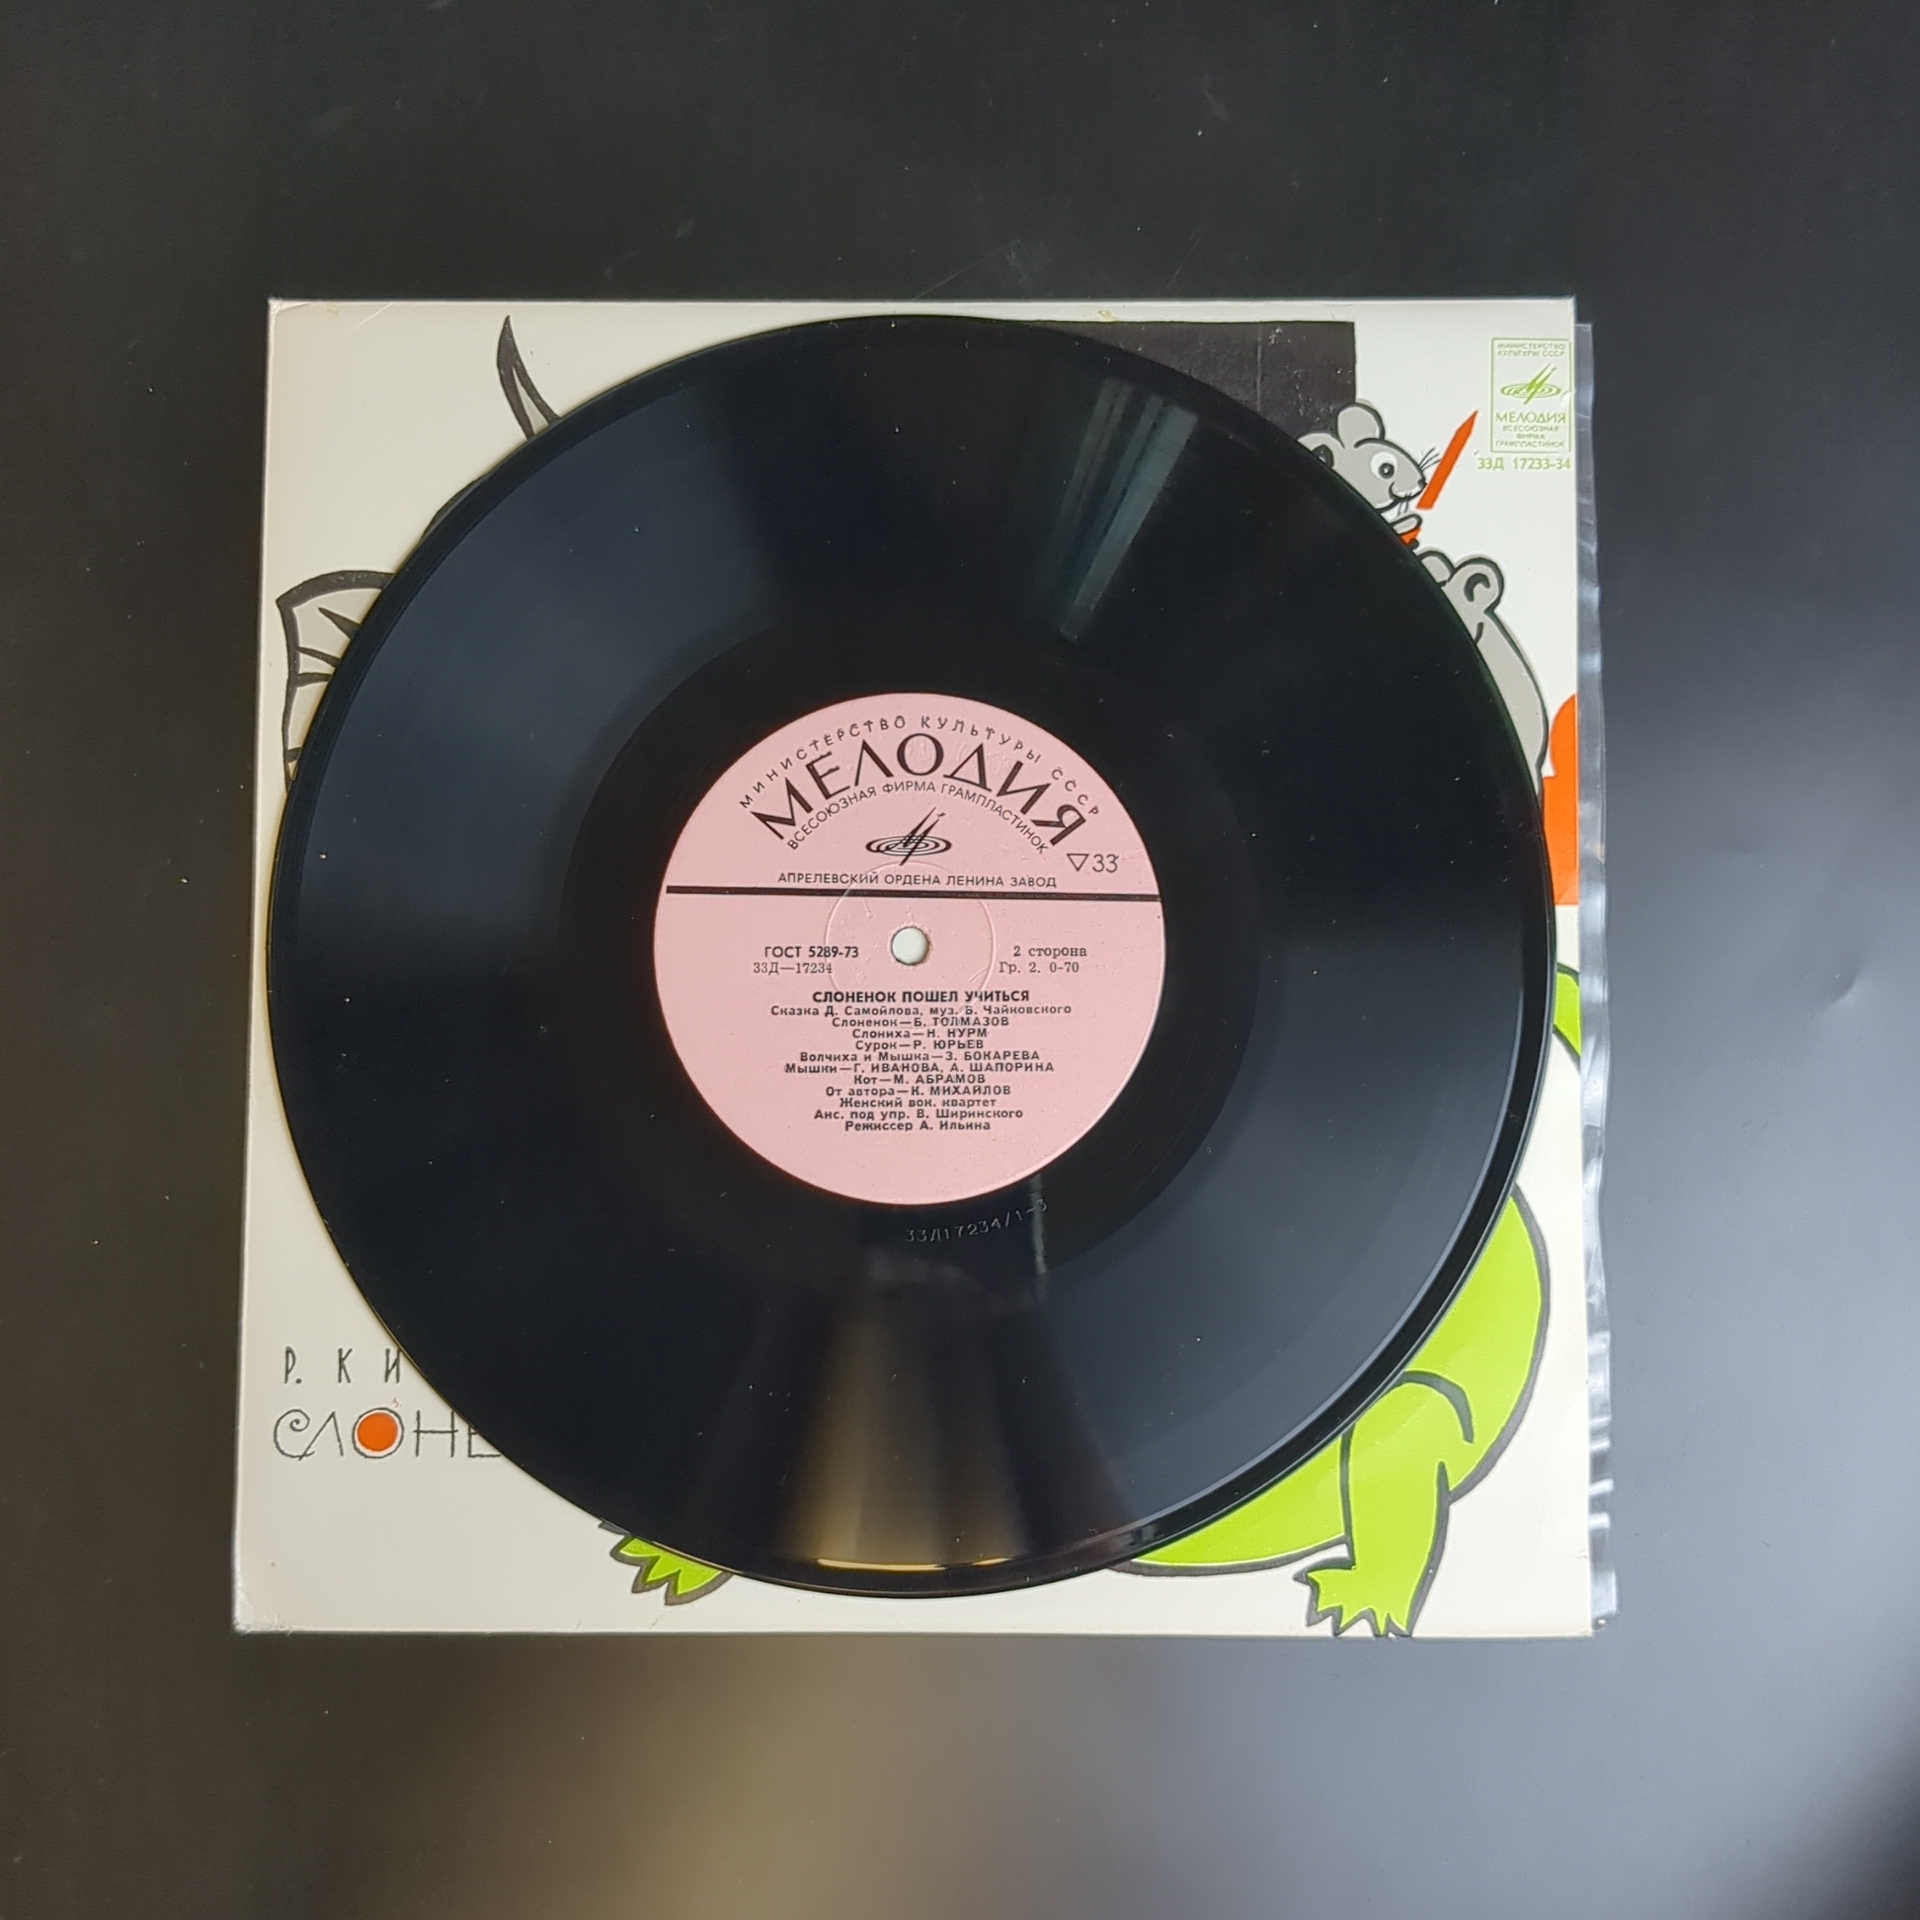 МИНИСТЕРСТВО
КУЛЬТУРЫ СССР
МЕЛОДИЯ
ВСЕСОЮЗНАЯ
ФИРМА
ГРАМПЛАСТИНОК
33Д 17233-34
МИНИСТЕРСТВО КУЛЬТУРЫ СССР
МЕЛОДИЯ
ВСЕСОЮЗНАЯ ФИРМА ГРАМПЛАСТИНОК
▽33
АПРЕЛЕВСКИЙ ОРДЕНА ЛЕНИНА ЗАВОД
ГОСТ 5289-73 2 сторона
33Д—17234 Гр. 2. 0-70
СЛОНЕНОК ПОШЕЛ УЧИТЬСЯ
Сказка Д. Самойлова, муз. Б. Чайковского
Слоненок—Б. ТОЛМАЗОВ
Слониха—Н. НУРМ
Сурок—Р. ЮРЬЕВ
Волчиха и Мышка—З. БОКАРЕВА
Мышки—Г. ИВАНОВА, А. ШАПОРИНА
Кот—М. АБРАМОВ
От автора—К. МИХАЙЛОВ
Женский вок. квартет
Анс. под упр. В. Ширинского
Режиссер А. Ильина
33Д17234/1-3
Р. КИ
СЛОНЕ